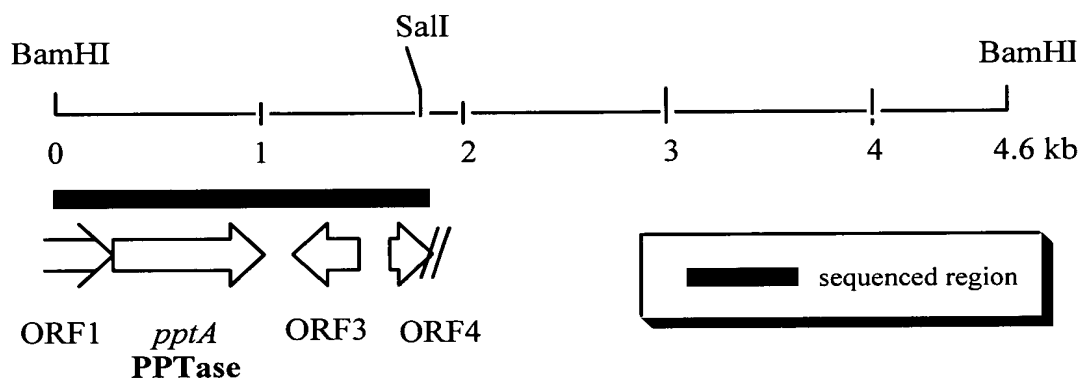 SalI
BamHI BamHI
0 1 2 3 4 4.6 kb
sequenced region
ORF1 pptA ORF3 ORF4
PPTase